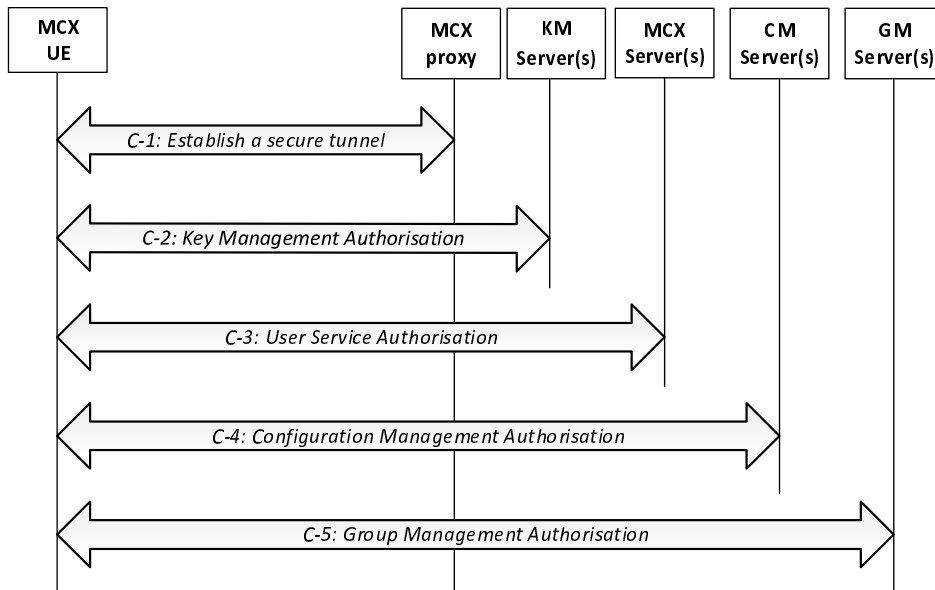 MCX
UE
MCX
proxy
KM
Server(s)
MCX
Server(s)
CM
Server(s)
GM
Server(s)
C-1: Establish a secure tunnel
C-2: Key Management Authorisation
C-3: User Service Authorisation
C-4: Configuration Management Authorisation
C-5: Group Management Authorisation